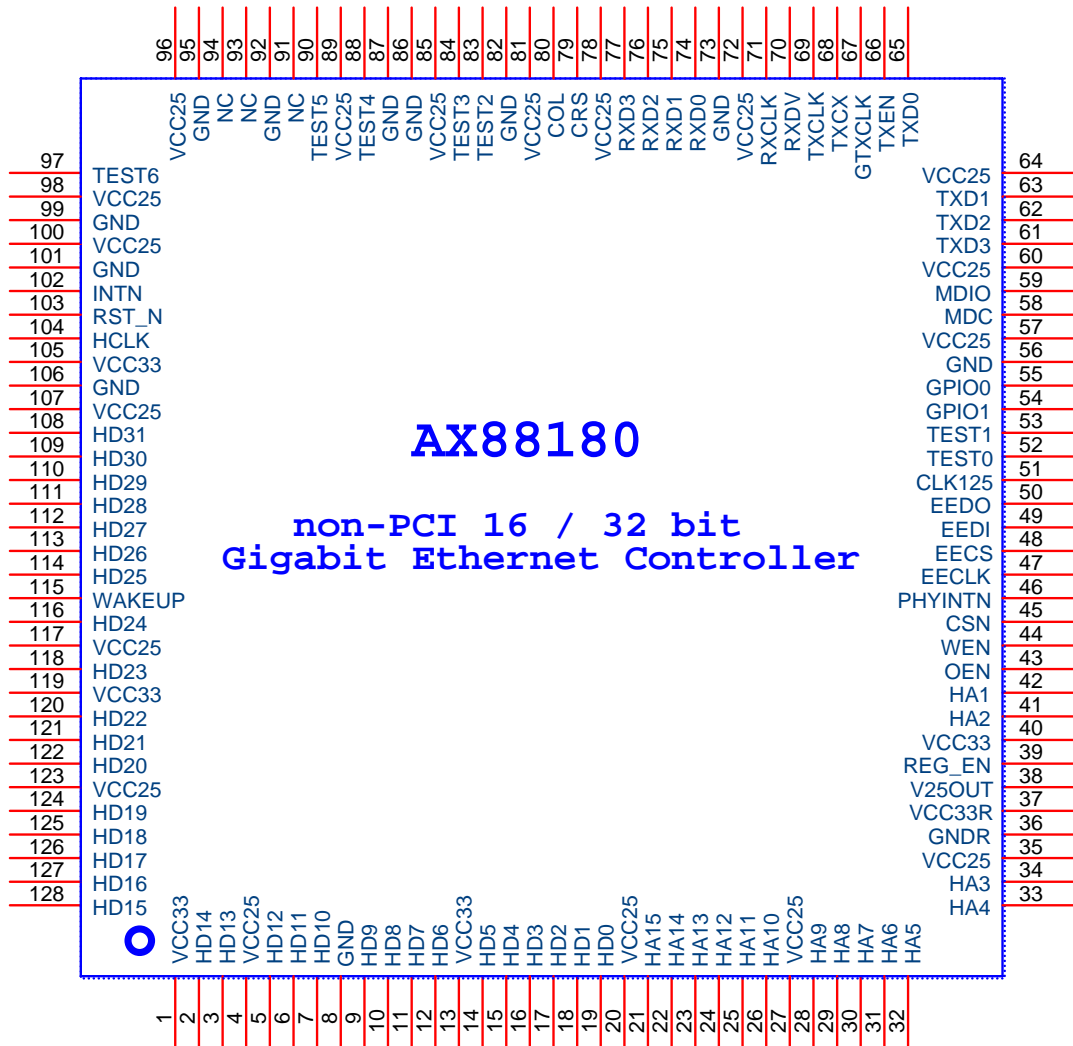 96 95 94 93 92 91 90 89 88 87 86 85 84 83 82 81 80 79 78 77 76 75 74 73 72 71 70 69 68 67 66 65
VCC25 GND NC NC GND NC TEST5 VCC25 TEST4 GND GND VCC25 TEST3 TEST2 GND VCC25 COL CRS VCC25 RXD3 RXD2 RXD1 RXD0 GND VCC25 RXCLK RXDV TXCLK TXCX GTXCLK TXEN TXD0
97 TEST6
98 VCC25
99 GND
100 VCC25
101 GND
102 INTN
103 RST_N
104 HCLK
105 VCC33
106 GND
107 VCC25
108 HD31
109 HD30
110 HD29
111 HD28
112 HD27
113 HD26
114 HD25
115 WAKEUP
116 HD24
117 VCC25
118 HD23
119 VCC33
120 HD22
121 HD21
122 HD20
123 VCC25
124 HD19
125 HD18
126 HD17
127 HD16
128 HD15
AX88180
non-PCI 16 / 32 bit
Gigabit Ethernet Controller
VCC25 64
TXD1 63
TXD2 62
TXD3 61
VCC25 60
MDIO 59
MDC 58
VCC25 57
GND 56
GPIO0 55
GPIO1 54
TEST1 53
TEST0 52
CLK125 51
EEDO 50
EEDI 49
EECS 48
EECLK 47
PHYINTN 46
CSN 45
WEN 44
OEN 43
HA1 42
HA2 41
VCC33 40
REG_EN 39
V25OUT 38
VCC33R 37
GNDR 36
VCC25 35
HA3 34
HA4 33
VCC33 HD14 HD13 VCC25 HD12 HD11 HD10 GND HD9 HD8 HD7 HD6 VCC33 HD5 HD4 HD3 HD2 HD1 HD0 VCC25 HA15 HA14 HA13 HA12 HA11 HA10 VCC25 HA9 HA8 HA7 HA6 HA5
1 2 3 4 5 6 7 8 9 10 11 12 13 14 15 16 17 18 19 20 21 22 23 24 25 26 27 28 29 30 31 32